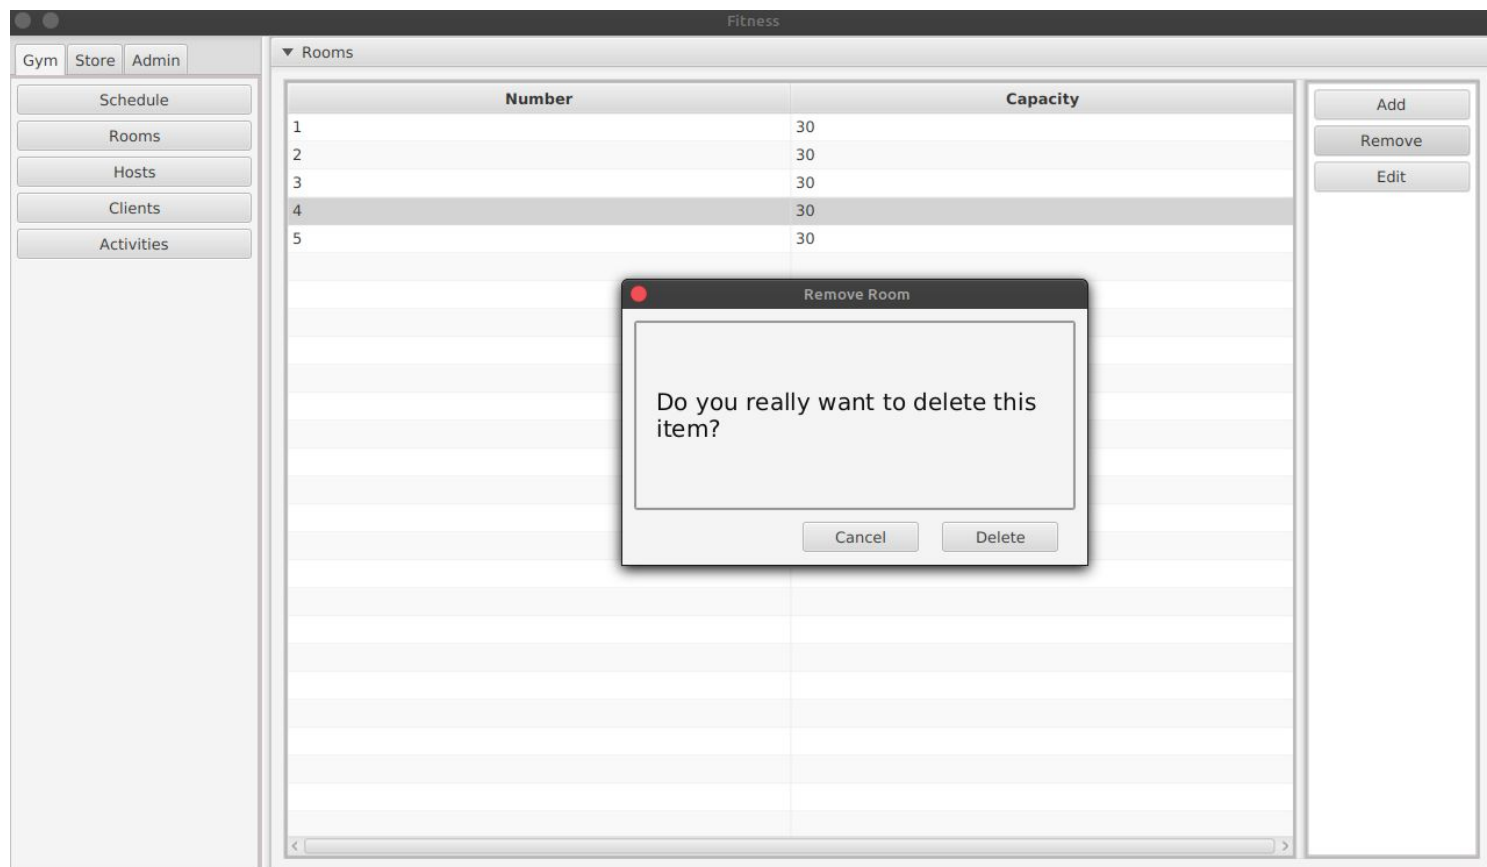 Fitness
Gym Store Admin
Schedule
Rooms
Hosts
Clients
Activities
▼ Rooms
Number Capacity
1 30
2 30
3 30
4 30
5 30
Add
Remove
Edit
Remove Room
Do you really want to delete this
item?
Cancel Delete